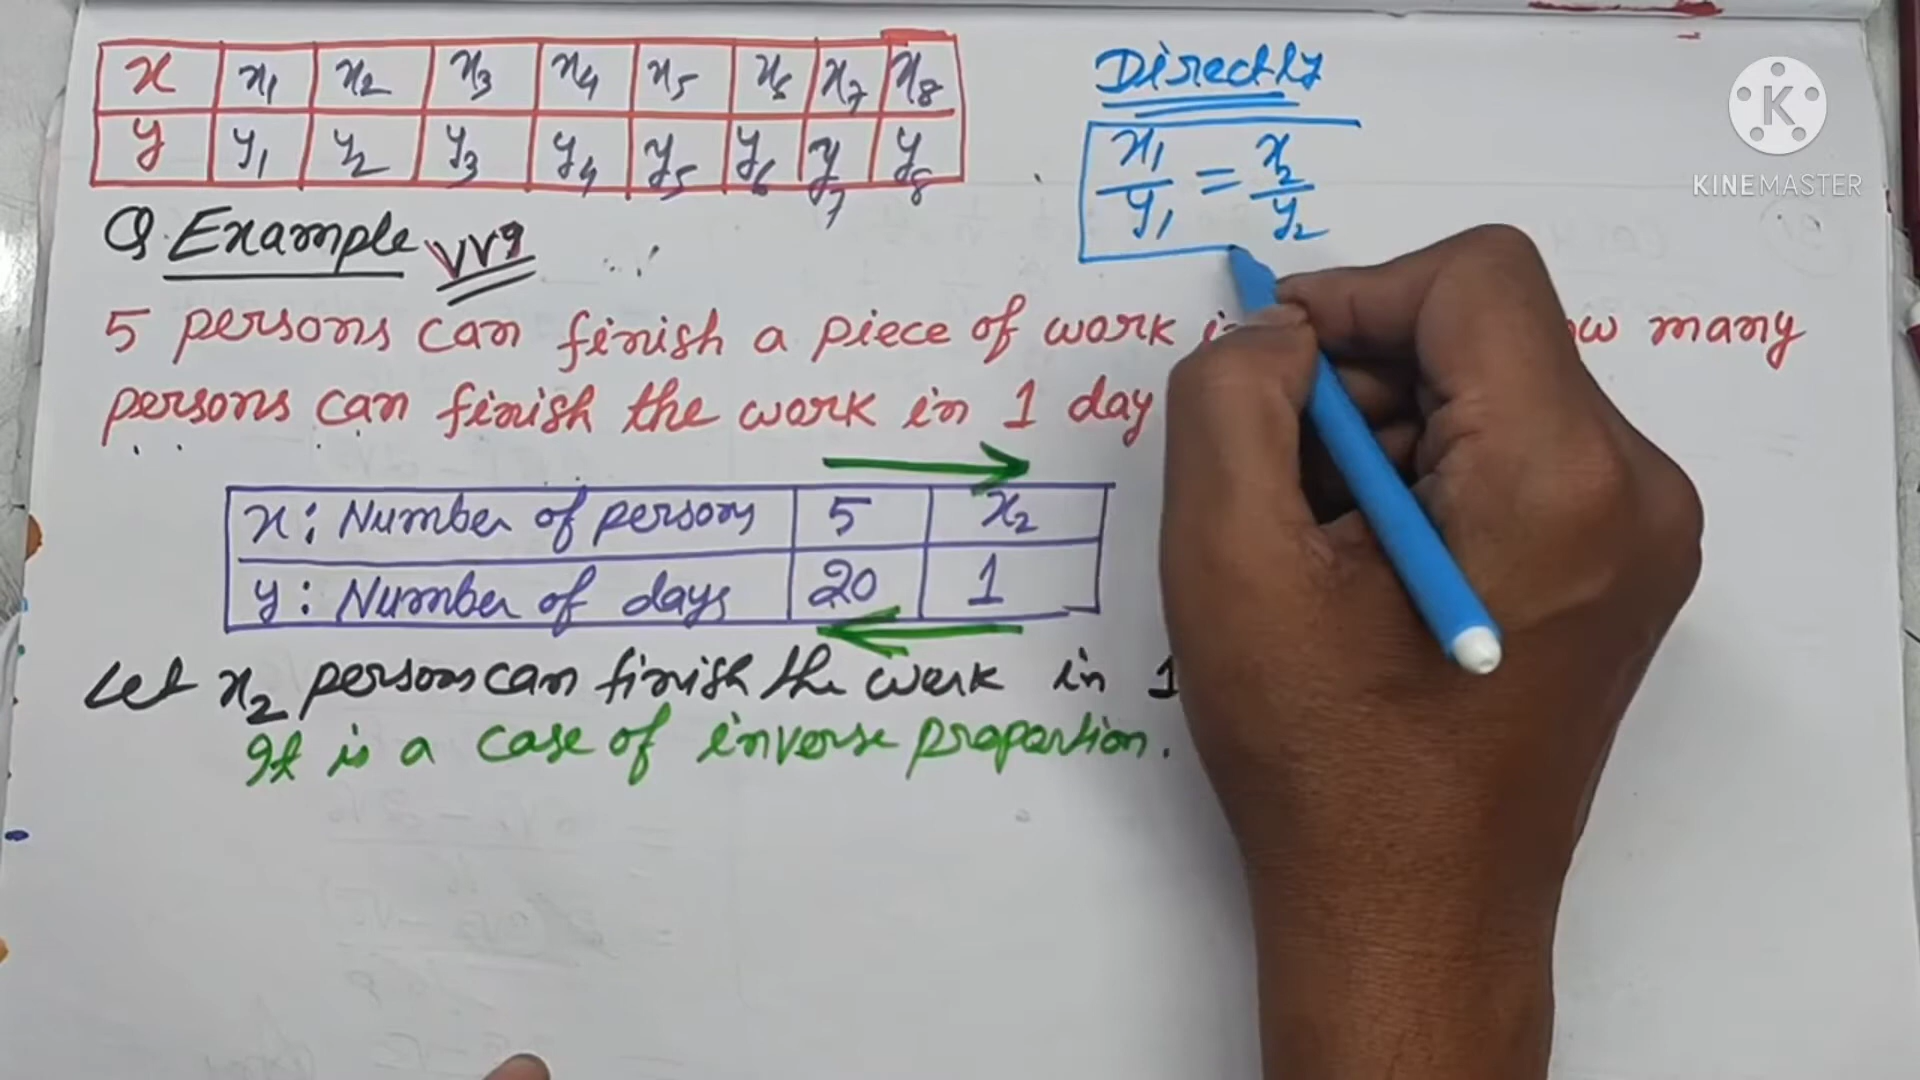 x x1 x2 x3 x4 x5 x6 x7 x8
y y1 y2 y3 y4 y5 y6 y7 y8
Directly
x1/y1 = x2/y2
K
KINEMASTER
Q Example VVI
5 persons can finish a piece of work many
persons can finish the work in 1 day
x: Number of persons 5 x2
y: Number of days 20 1
Let x2 persons can finish the work in 1
It is a case of inverse proportion.